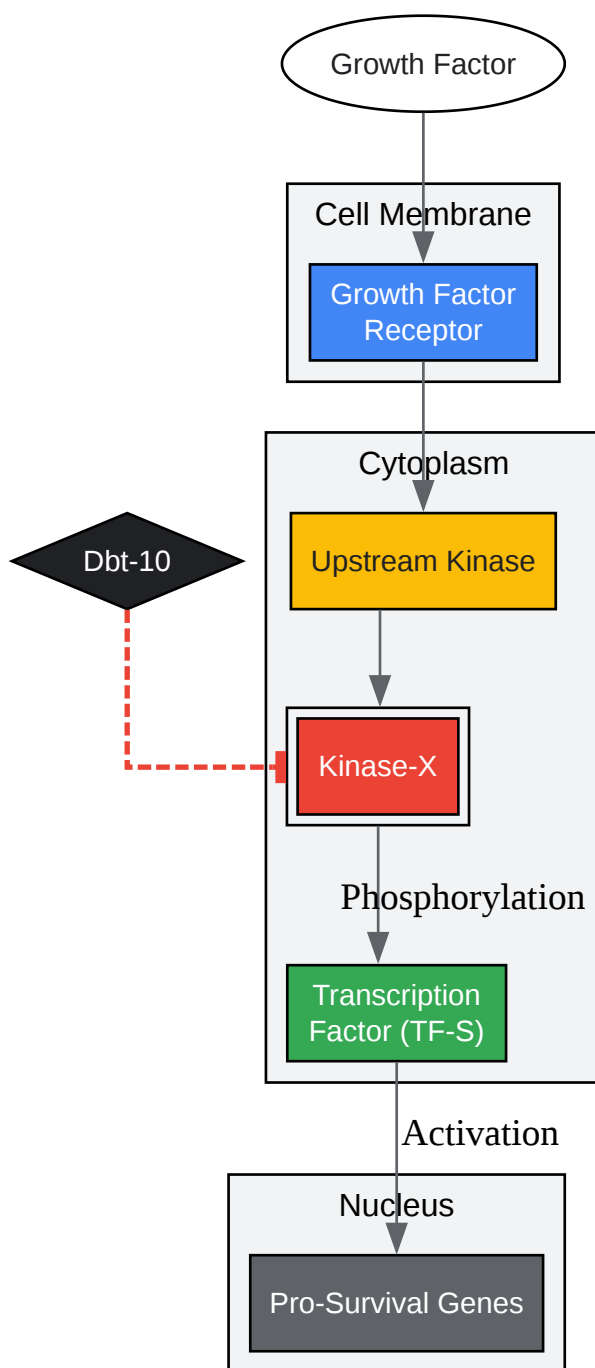 Growth Factor
Cell Membrane
Growth Factor
Receptor
Cytoplasm
Upstream Kinase
Dbt-10
Kinase-X
Phosphorylation
Transcription
Factor (TF-S)
Activation
Nucleus
Pro-Survival Genes